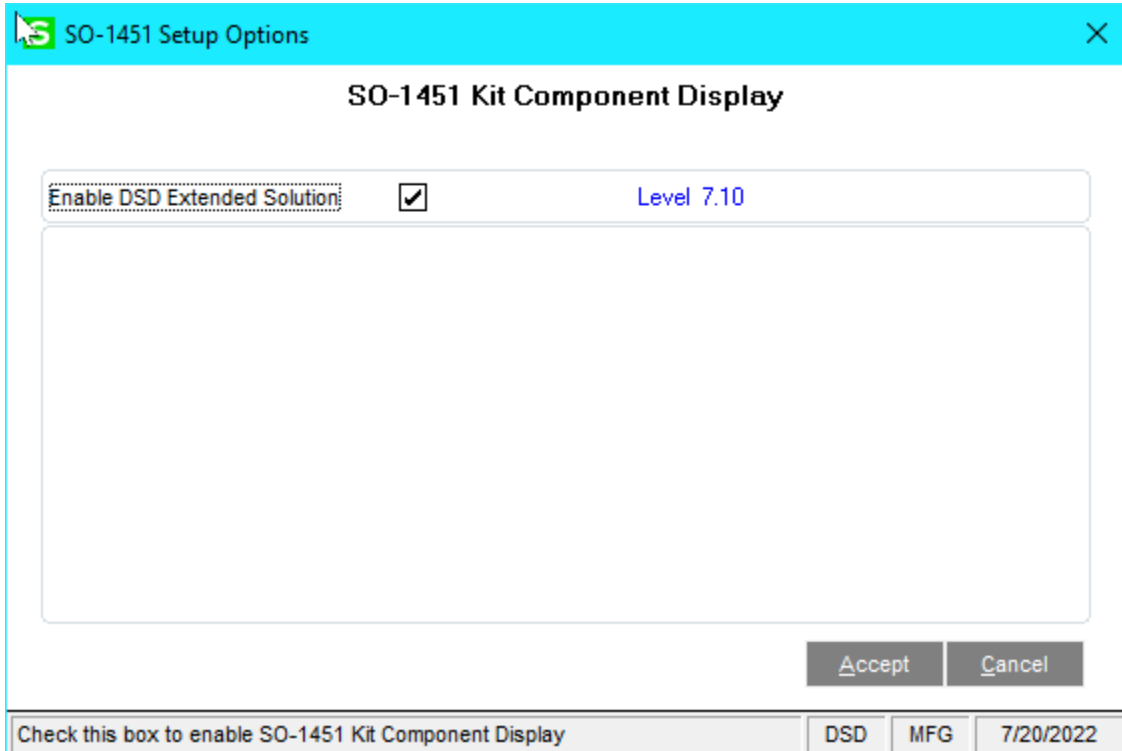 SO-1451 Setup Options
SO-1451 Kit Component Display
Enable DSD Extended Solution Level 7.10
Accept Cancel
Check this box to enable SO-1451 Kit Component Display DSD MFG 7/20/2022